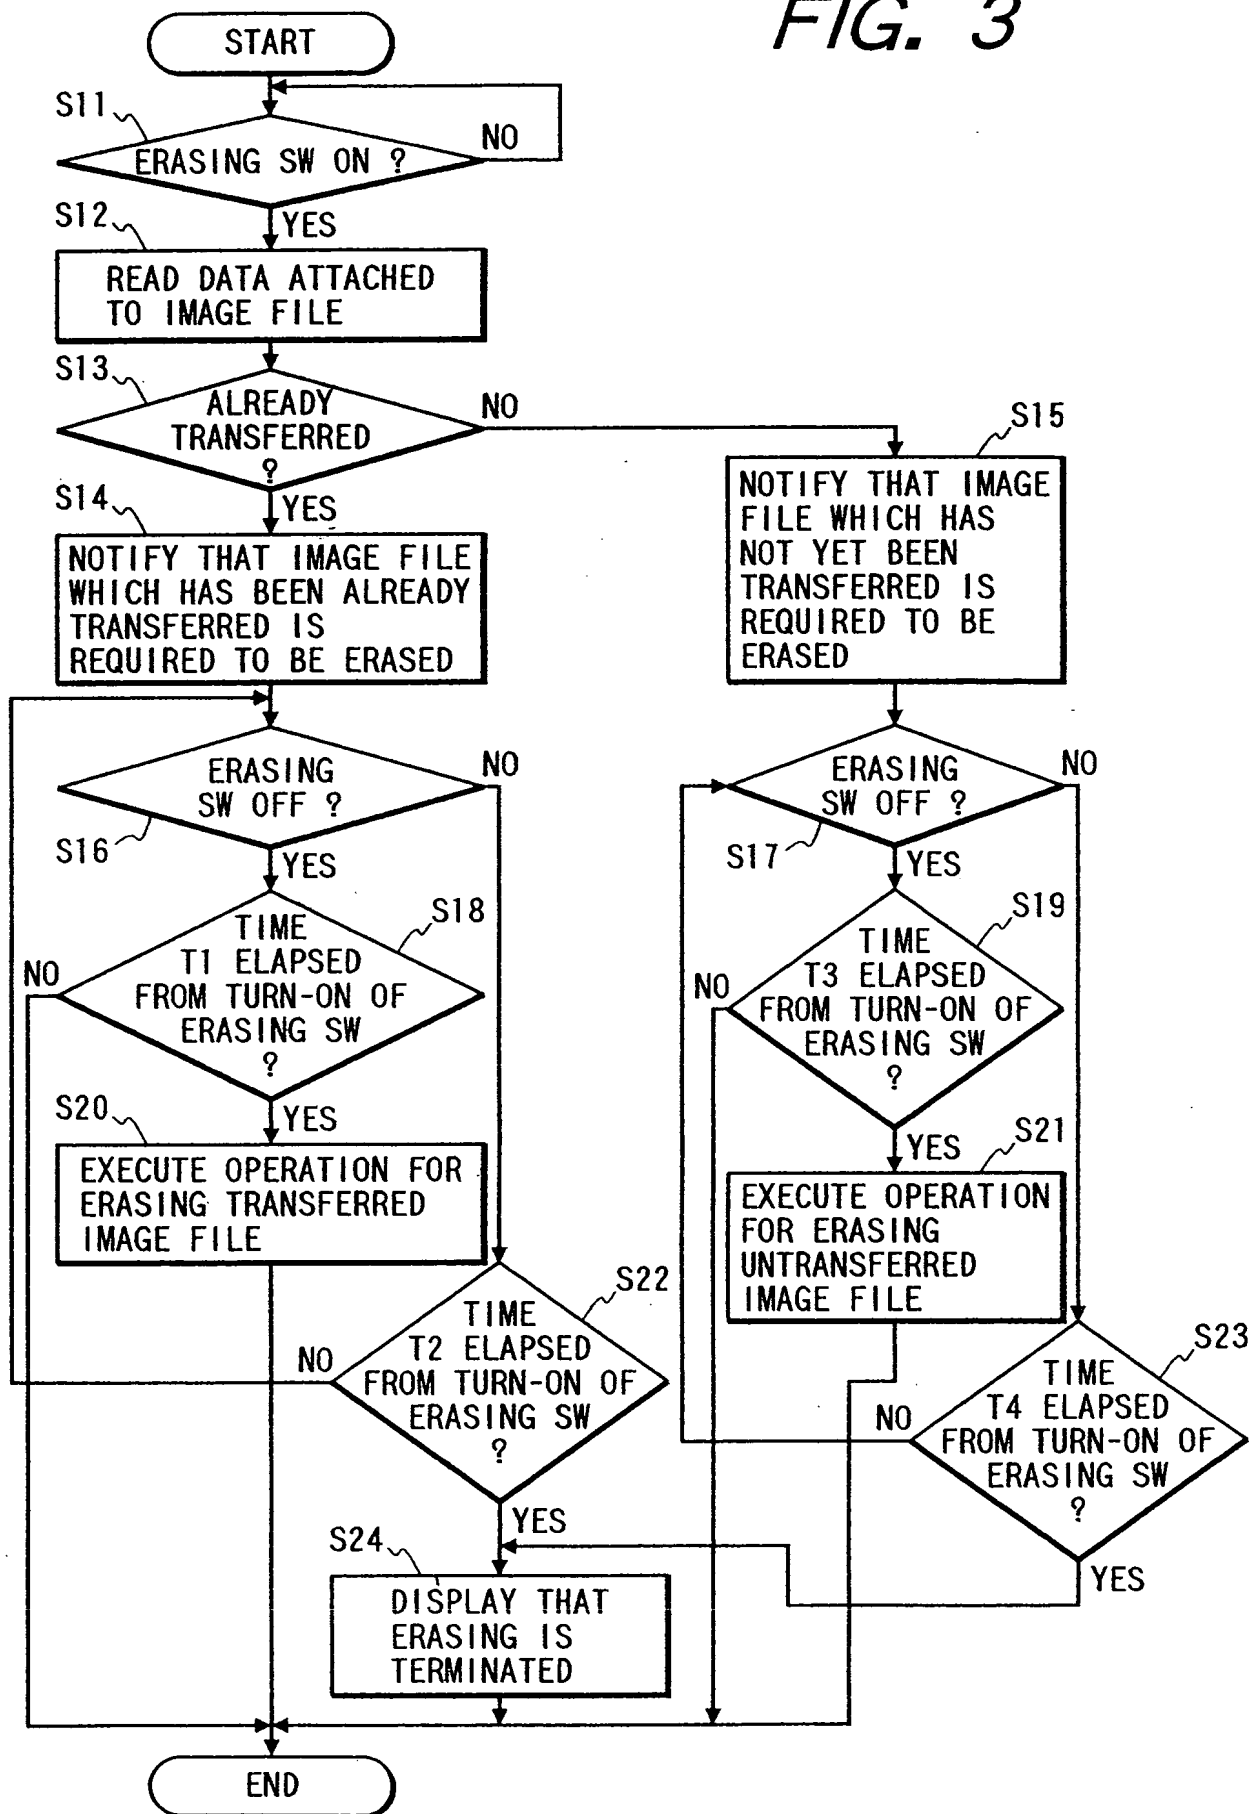 FIG. 3
START
S11
ERASING SW ON ?
NO
YES
S12
READ DATA ATTACHED
TO IMAGE FILE
S13
ALREADY
TRANSFERRED
?
NO
YES
S14
NOTIFY THAT IMAGE FILE
WHICH HAS BEEN ALREADY
TRANSFERRED IS
REQUIRED TO BE ERASED
S15
NOTIFY THAT IMAGE
FILE WHICH HAS
NOT YET BEEN
TRANSFERRED IS
REQUIRED TO BE
ERASED
ERASING
SW OFF ?
NO
S16
YES
ERASING
SW OFF ?
NO
S17
YES
S18
TIME
T1 ELAPSED
FROM TURN-ON OF
ERASING SW
?
NO
YES
S19
TIME
T3 ELAPSED
FROM TURN-ON OF
ERASING SW
?
NO
YES
S20
EXECUTE OPERATION FOR
ERASING TRANSFERRED
IMAGE FILE
S21
EXECUTE OPERATION
FOR ERASING
UNTRANSFERRED
IMAGE FILE
S22
TIME
T2 ELAPSED
FROM TURN-ON OF
ERASING SW
?
NO
YES
S23
TIME
T4 ELAPSED
FROM TURN-ON OF
ERASING SW
?
NO
YES
S24
DISPLAY THAT
ERASING IS
TERMINATED
END